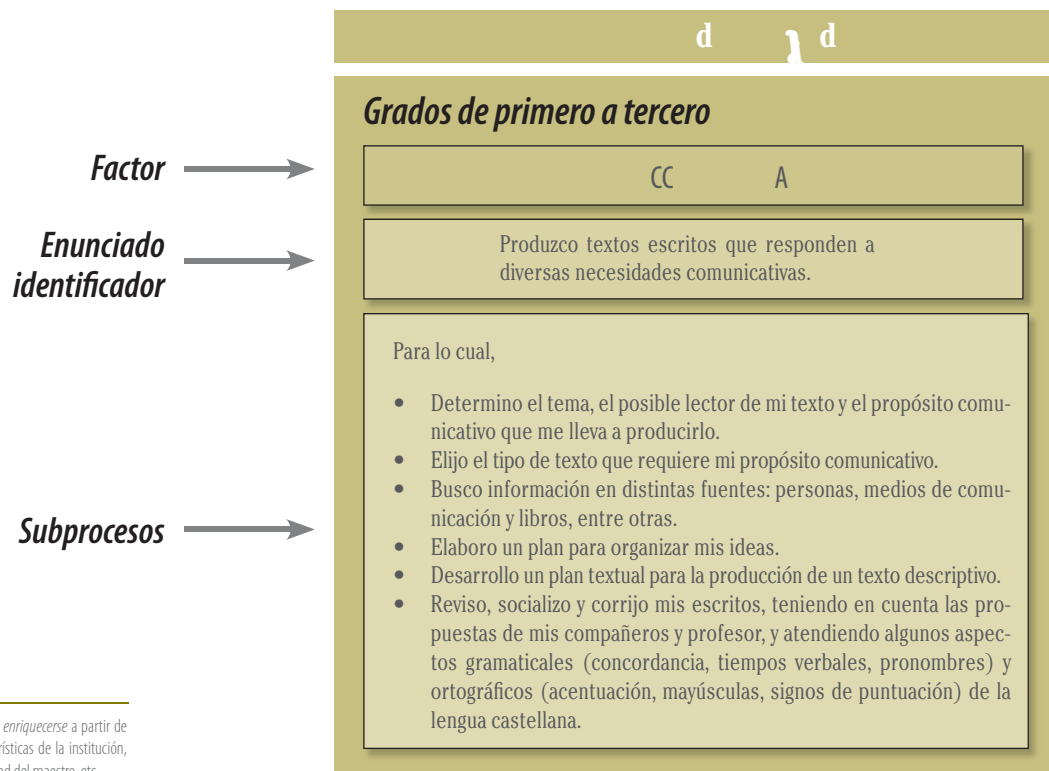 d d
Grados de primero a tercero
Factor
CC A
Enunciado
identificador
Produzco textos escritos que responden a
diversas necesidades comunicativas.
Para lo cual,
• Determino el tema, el posible lector de mi texto y el propósito comu-
nicativo que me lleva a producirlo.
• Elijo el tipo de texto que requiere mi propósito comunicativo.
• Busco información en distintas fuentes: personas, medios de comu-
nicación y libros, entre otras.
• Elaboro un plan para organizar mis ideas.
• Desarrollo un plan textual para la producción de un texto descriptivo.
• Reviso, socializo y corrijo mis escritos, teniendo en cuenta las pro-
puestas de mis compañeros y profesor, y atendiendo algunos aspec-
tos gramaticales (concordancia, tiempos verbales, pronombres) y
ortográficos (acentuación, mayúsculas, signos de puntuación) de la
lengua castellana.
Subprocesos
enriquecerse a partir de
rísticas de la institución,
del maestro, etc.